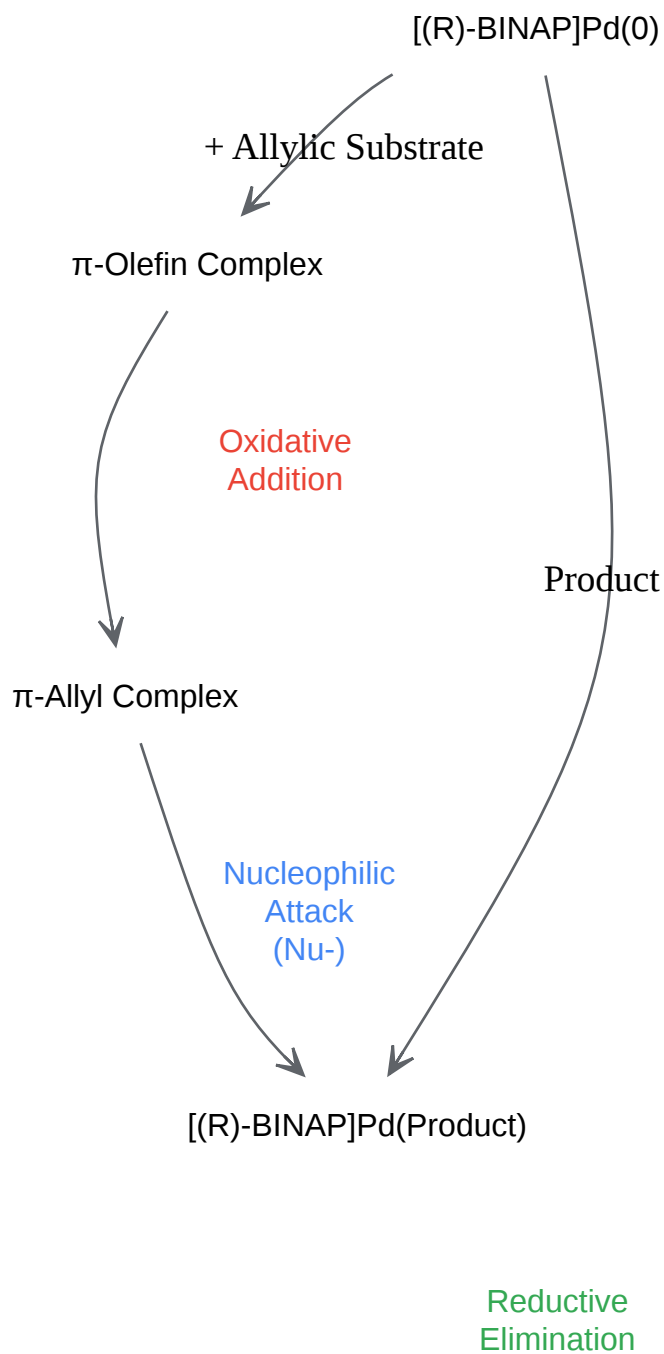 [(R)-BINAP]Pd(0)
+ Allylic Substrate
π-Olefin Complex
Oxidative
Addition
Product
π-Allyl Complex
Nucleophilic
Attack
(Nu-)
[(R)-BINAP]Pd(Product)
Reductive
Elimination